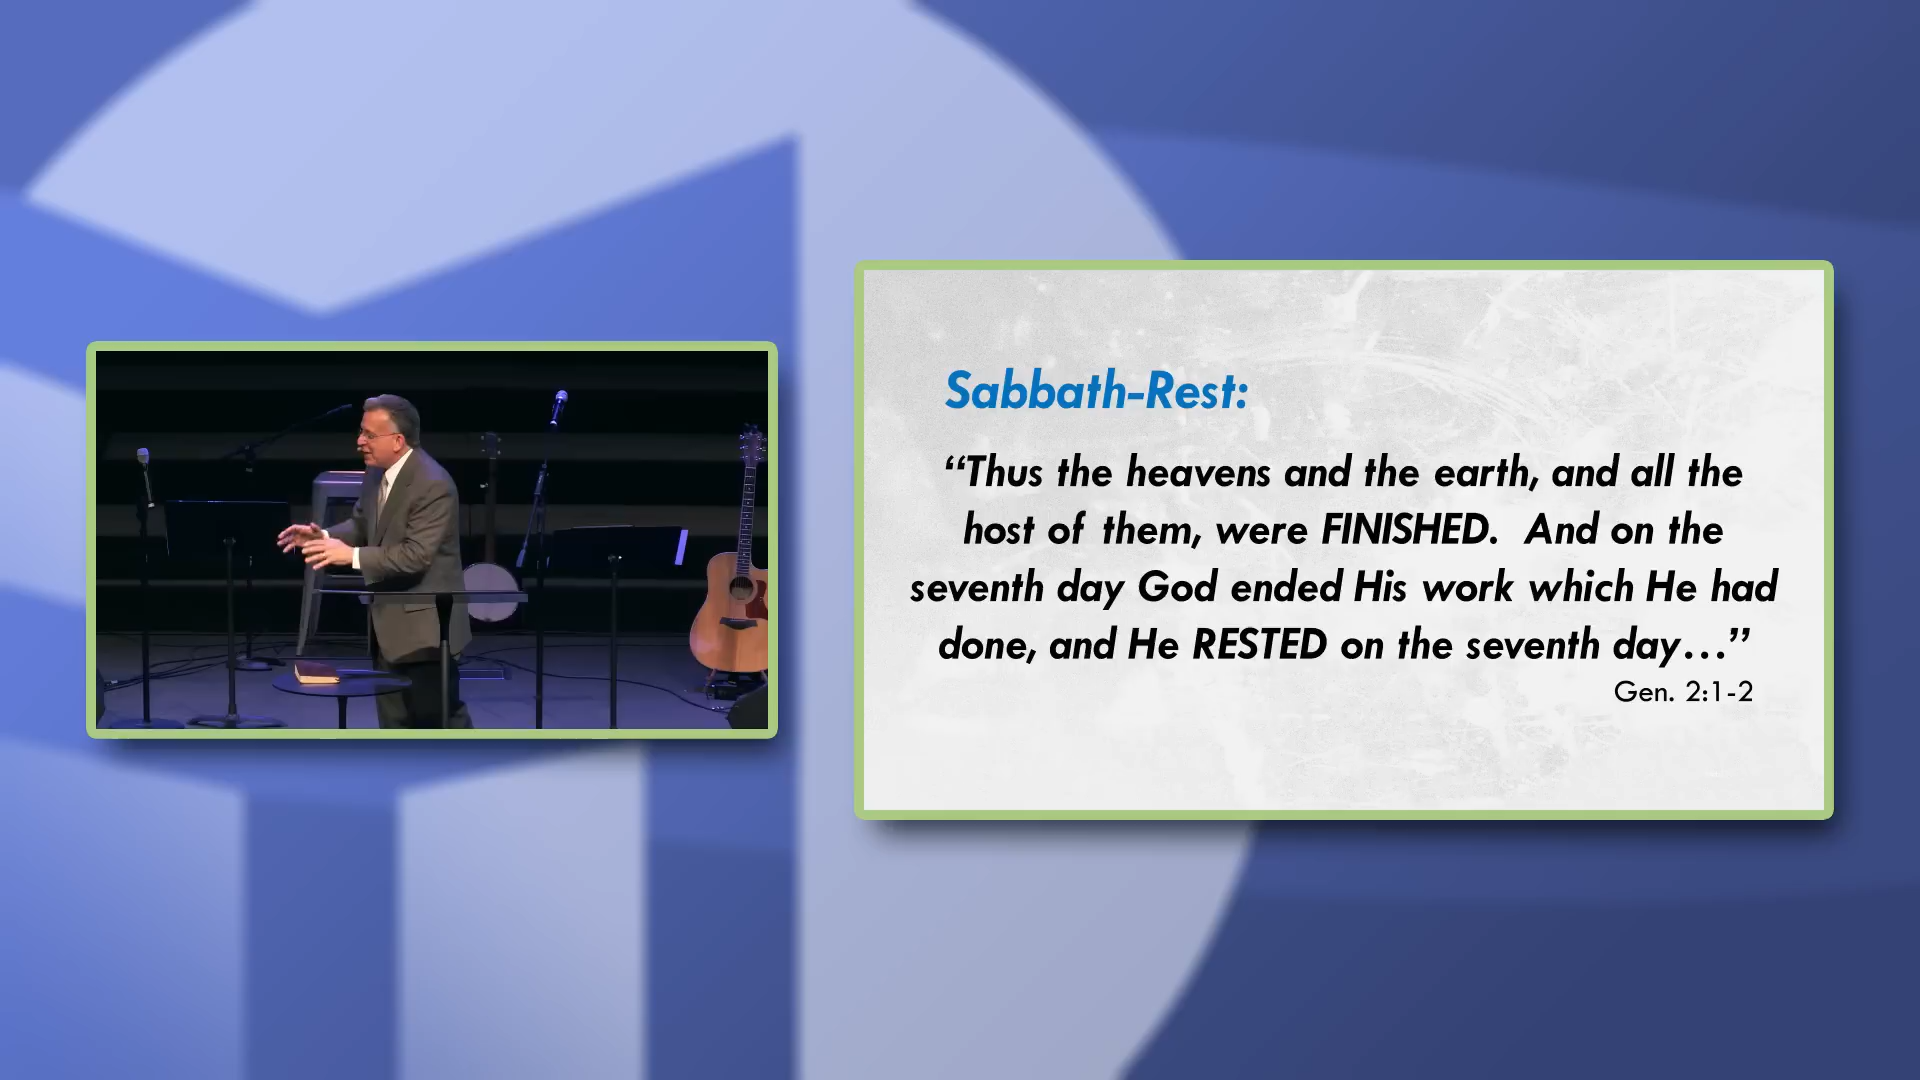 Sabbath-Rest:
“Thus the heavens and the earth, and all the
host of them, were FINISHED.  And on the
seventh day God ended His work which He had
done, and He RESTED on the seventh day…”
Gen. 2:1-2